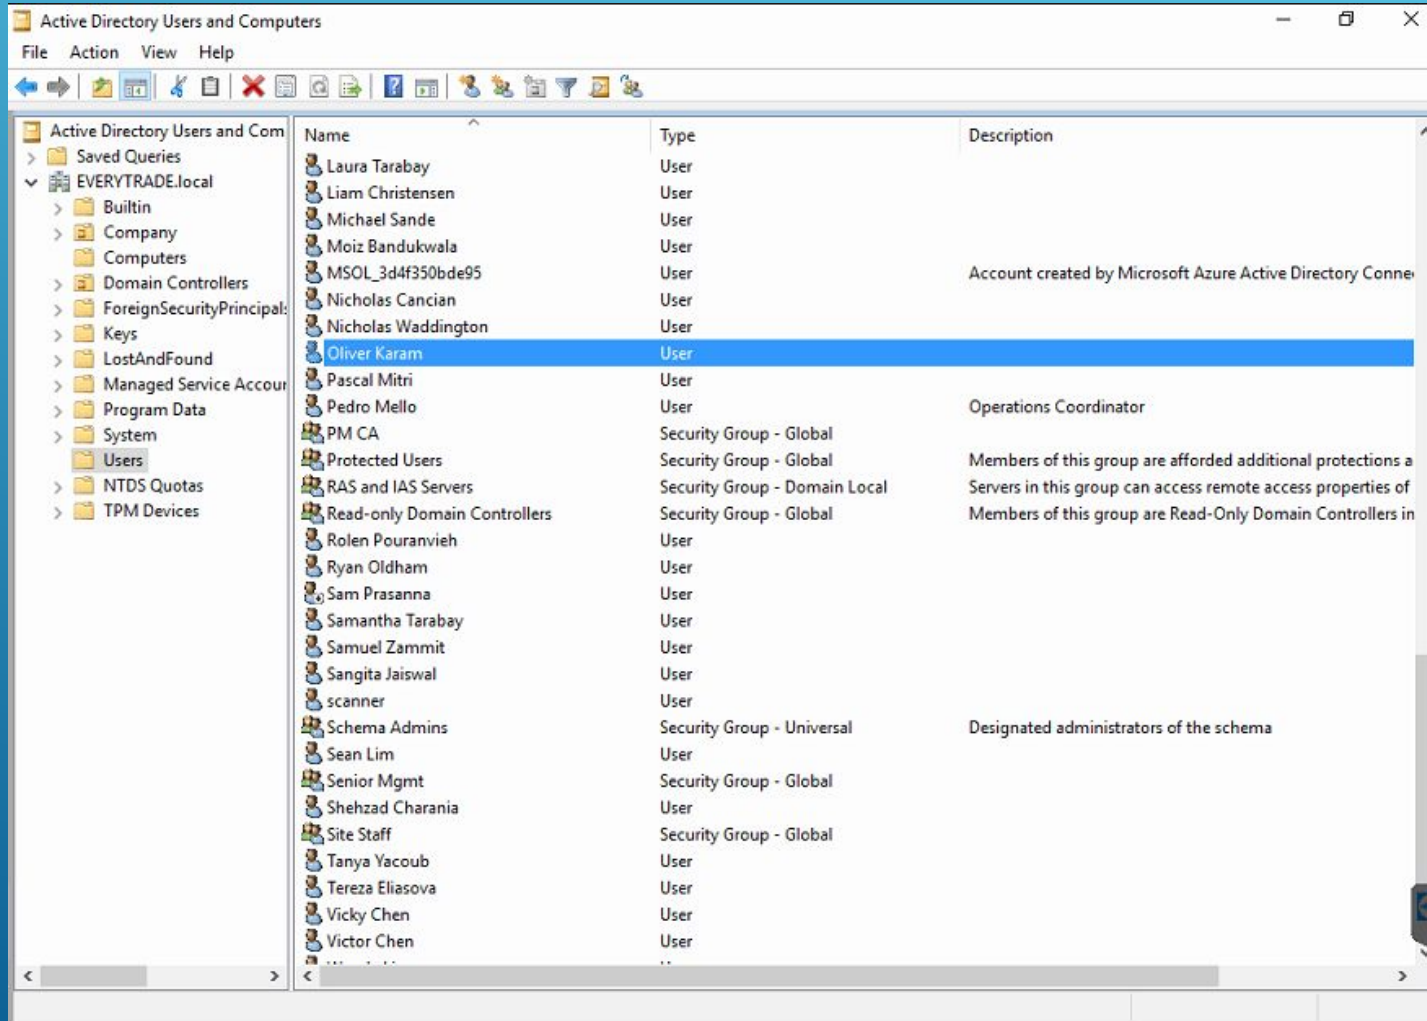 Active Directory Users and Computers
File Action View Help
Active Directory Users and Com
Saved Queries
EVERYTRADE.local
Builtin
Company
Computers
Domain Controllers
ForeignSecurityPrincipal
Keys
LostAndFound
Managed Service Accour
Program Data
System
Users
NTDS Quotas
TPM Devices
Name Type Description
Laura Tarabay User
Liam Christensen User
Michael Sande User
Moiz Bandukwala User
MSOL_3d4f350bde95 User Account created by Microsoft Azure Active Directory Conne
Nicholas Cancian User
Nicholas Waddington User
Oliver Karam User
Pascal Mitri User
Pedro Mello User Operations Coordinator
PM CA Security Group - Global
Protected Users Security Group - Global Members of this group are afforded additional protections a
RAS and IAS Servers Security Group - Domain Local Servers in this group can access remote access properties of
Read-only Domain Controllers Security Group - Global Members of this group are Read-Only Domain Controllers in
Rolen Pouranvieh User
Ryan Oldham User
Sam Prasanna User
Samantha Tarabay User
Samuel Zammit User
Sangita Jaiswal User
scanner User
Schema Admins Security Group - Universal Designated administrators of the schema
Sean Lim User
Senior Mgmt Security Group - Global
Shehzad Charania User
Site Staff Security Group - Global
Tanya Yacoub User
Tereza Eliasova User
Vicky Chen User
Victor Chen User